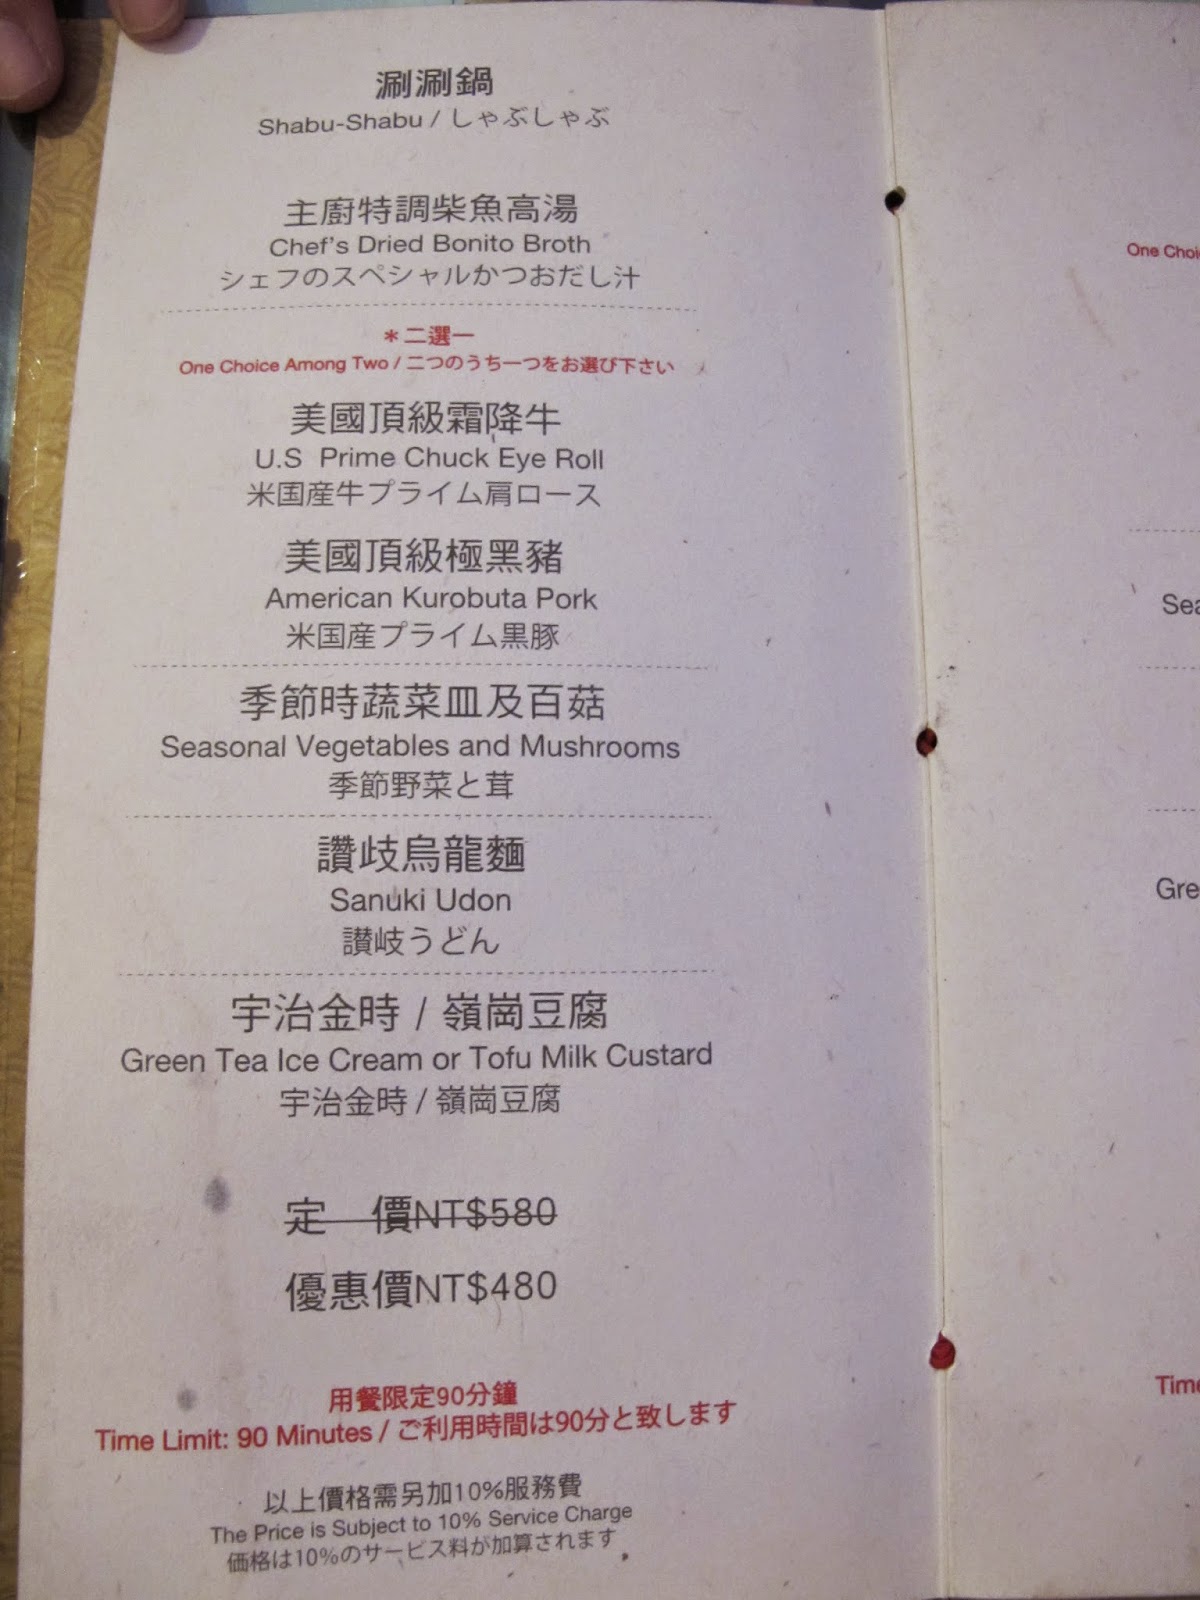 涮涮鍋
Shabu-Shabu / しゃぶしゃぶ
主廚特調柴魚高湯
Chef's Dried Bonito Broth
シェフのスペシャルかつおだし汁
＊二選一
One Choice Among Two / 二つのうち一つをお選び下さい
美國頂級霜降牛
U.S Prime Chuck Eye Roll
米国産牛プライム肩ロース
美國頂級極黑豬
American Kurobuta Pork
米国産プライム黒豚
季節時蔬菜皿及百菇
Seasonal Vegetables and Mushrooms
季節野菜と茸
讚歧烏龍麵
Sanuki Udon
讃岐うどん
宇治金時 / 嶺崗豆腐
Green Tea Ice Cream or Tofu Milk Custard
宇治金時 / 嶺崗豆腐
定　價NT$580
優惠價NT$480
用餐限定90分鐘
Time Limit: 90 Minutes / ご利用時間は90分と致します
以上價格需另加10%服務費
The Price is Subject to 10% Service Charge
価格は10%のサービス料が加算されます
One Choi
Sea
Gre
Time